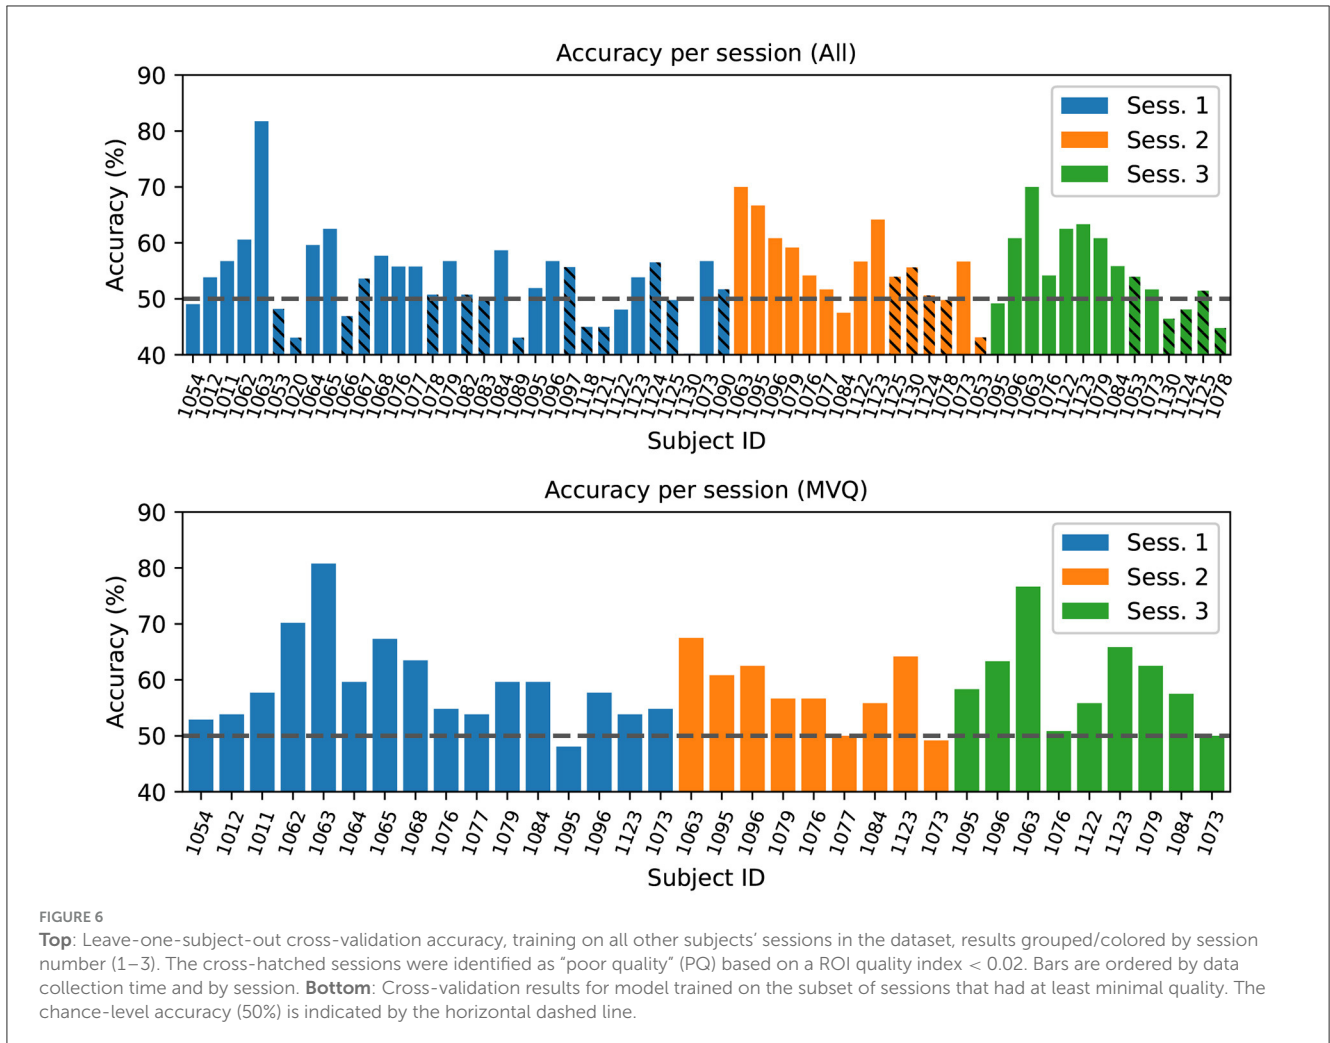 Accuracy per session (All)
Accuracy (%)
90
80
70
60
50
40
Sess. 1
Sess. 2
Sess. 3
1054 1012 1011 1062 1063 1053 1020 1064 1065 1066 1067 1068 1076 1077 1078 1079 1082 1083 1084 1089 1095 1096 1097 1118 1121 1122 1123 1124 1125 1130 1073 1090 1063 1095 1096 1079 1076 1077 1084 1122 1123 1125 1130 1124 1078 1073 1053 1095 1096 1063 1076 1122 1123 1079 1084 1053 1073 1130 1124 1125 1078
Subject ID
Accuracy per session (MVQ)
Accuracy (%)
90
80
70
60
50
40
Sess. 1
Sess. 2
Sess. 3
1054 1012 1011 1062 1063 1064 1065 1068 1076 1077 1079 1084 1095 1096 1123 1073 1063 1095 1096 1079 1076 1077 1084 1123 1073 1095 1096 1063 1076 1122 1123 1079 1084 1073
Subject ID
FIGURE 6
Top: Leave-one-subject-out cross-validation accuracy, training on all other subjects' sessions in the dataset, results grouped/colored by session
number (1–3). The cross-hatched sessions were identified as "poor quality" (PQ) based on a ROI quality index < 0.02. Bars are ordered by data
collection time and by session. Bottom: Cross-validation results for model trained on the subset of sessions that had at least minimal quality. The
chance-level accuracy (50%) is indicated by the horizontal dashed line.